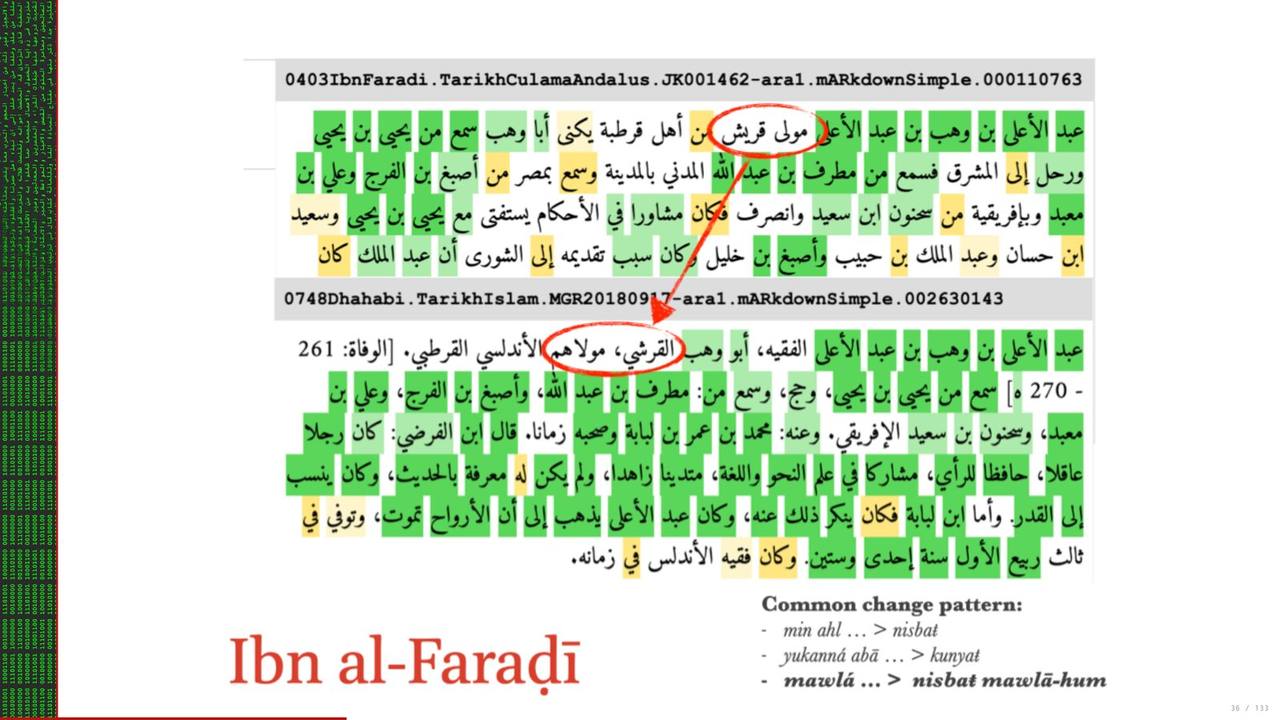 0403IbnFaradi.TarikhCulamaAndalus.JK001462-ara1.mARkdownSimple.000110763
عبد الأعلى بن وهب بن عبد الأعلى مولى قريش من أهل قرطبة يكنى أبا وهب سمع من يحيى بن يحيى
ورحل إلى المشرق فسمع من مطرف بن عبد الله المدني بالمدينة وسمع بمصر من أصبغ بن الفرج وعلي بن
معبد وبإفريقية من سحنون ابن سعيد وانصرف فكان مشاورا في الأحكام يستفتى مع يحيى بن يحيى وسعيد
ابن حسان وعبد الملك بن حبيب وأصبغ بن خليل وكان سبب تقديمه إلى الشورى أن عبد الملك كان
0748Dhahabi.TarikhIslam.MGR20180917-ara1.mARkdownSimple.002630143
عبد الأعلى بن وهب بن عبد الأعلى الفقيه، أبو وهب القرشي، مولاهم الأندلسي القرطبي. [الوفاة: 261
- 270 ه] سمع من يحيى بن يحيى، وحج، وسمع من: مطرف بن عبد الله، وأصبغ بن الفرج، وعلي بن
معبد، وسحنون بن سعيد الإفريقي. وعنه: محمد بن عمر بن لبابة وصحبه زمانا. قال ابن الفرضي: كان رجلا
عاقلا، حافظا للرأي، مشاركا في علم النحو واللغة، متدينا زاهدا، ولم يكن له معرفة بالحديث، وكان ينسب
إلى القدر. وأما ابن لبابة فكان ينكر ذلك عنه، وكان عبد الأعلى يذهب إلى أن الأرواح تموت، وتوفي في
ثالث ربيع الأول سنة إحدى وستين. وكان فقيه الأندلس في زمانه.
Ibn al-Faraḍī
Common change pattern:
- min ahl … > nisbaŧ
- yukanná abā … > kunyaŧ
- mawlá … > nisbaŧ mawlā-hum
36 / 133